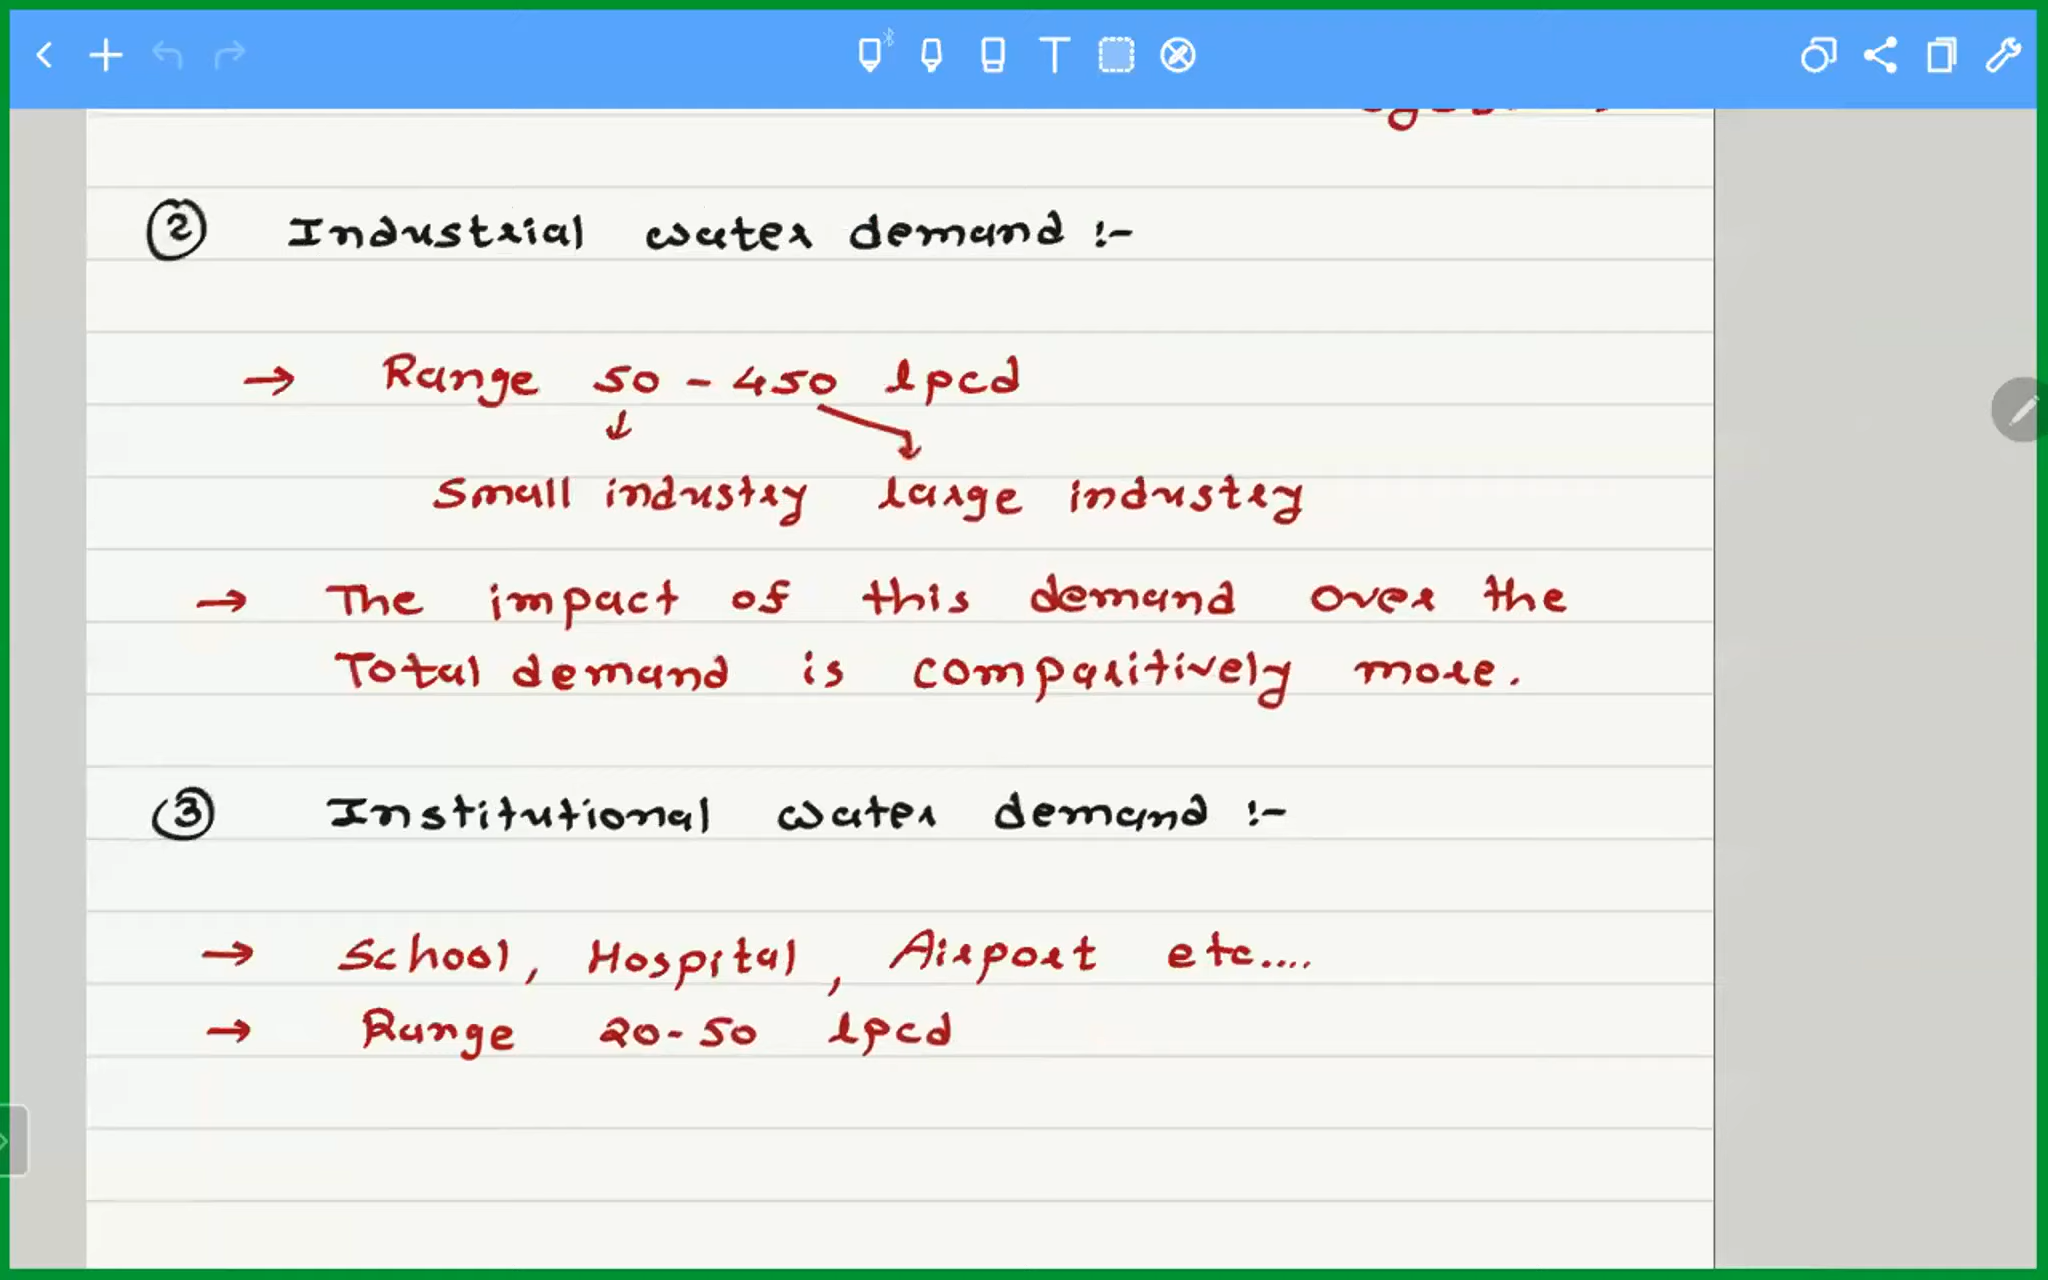 ② Industrial water demand :-
→ Range 50 - 450 lpcd
↓
Small industry large industry
→ The impact of this demand over the
Total demand is comparitively more.
③ Institutional water demand :-
→ School, Hospital, Airport etc....
→ Range 20-50 lpcd